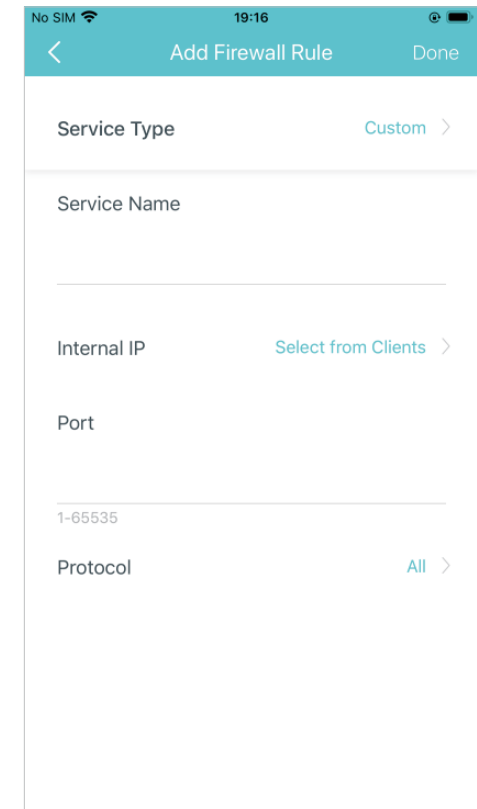 No SIM 19:16
Add Firewall Rule Done
Service Type Custom
Service Name
Internal IP Select from Clients
Port
1-65535
Protocol All